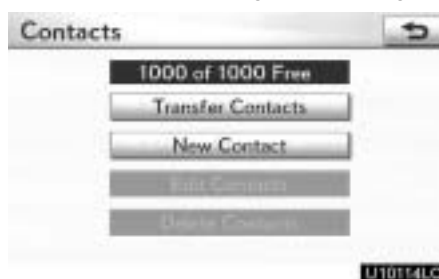 Contacts
1000 of 1000 Free
Transfer Contacts
New Contact
Edit Contacts
Delete Contacts
U10114LC